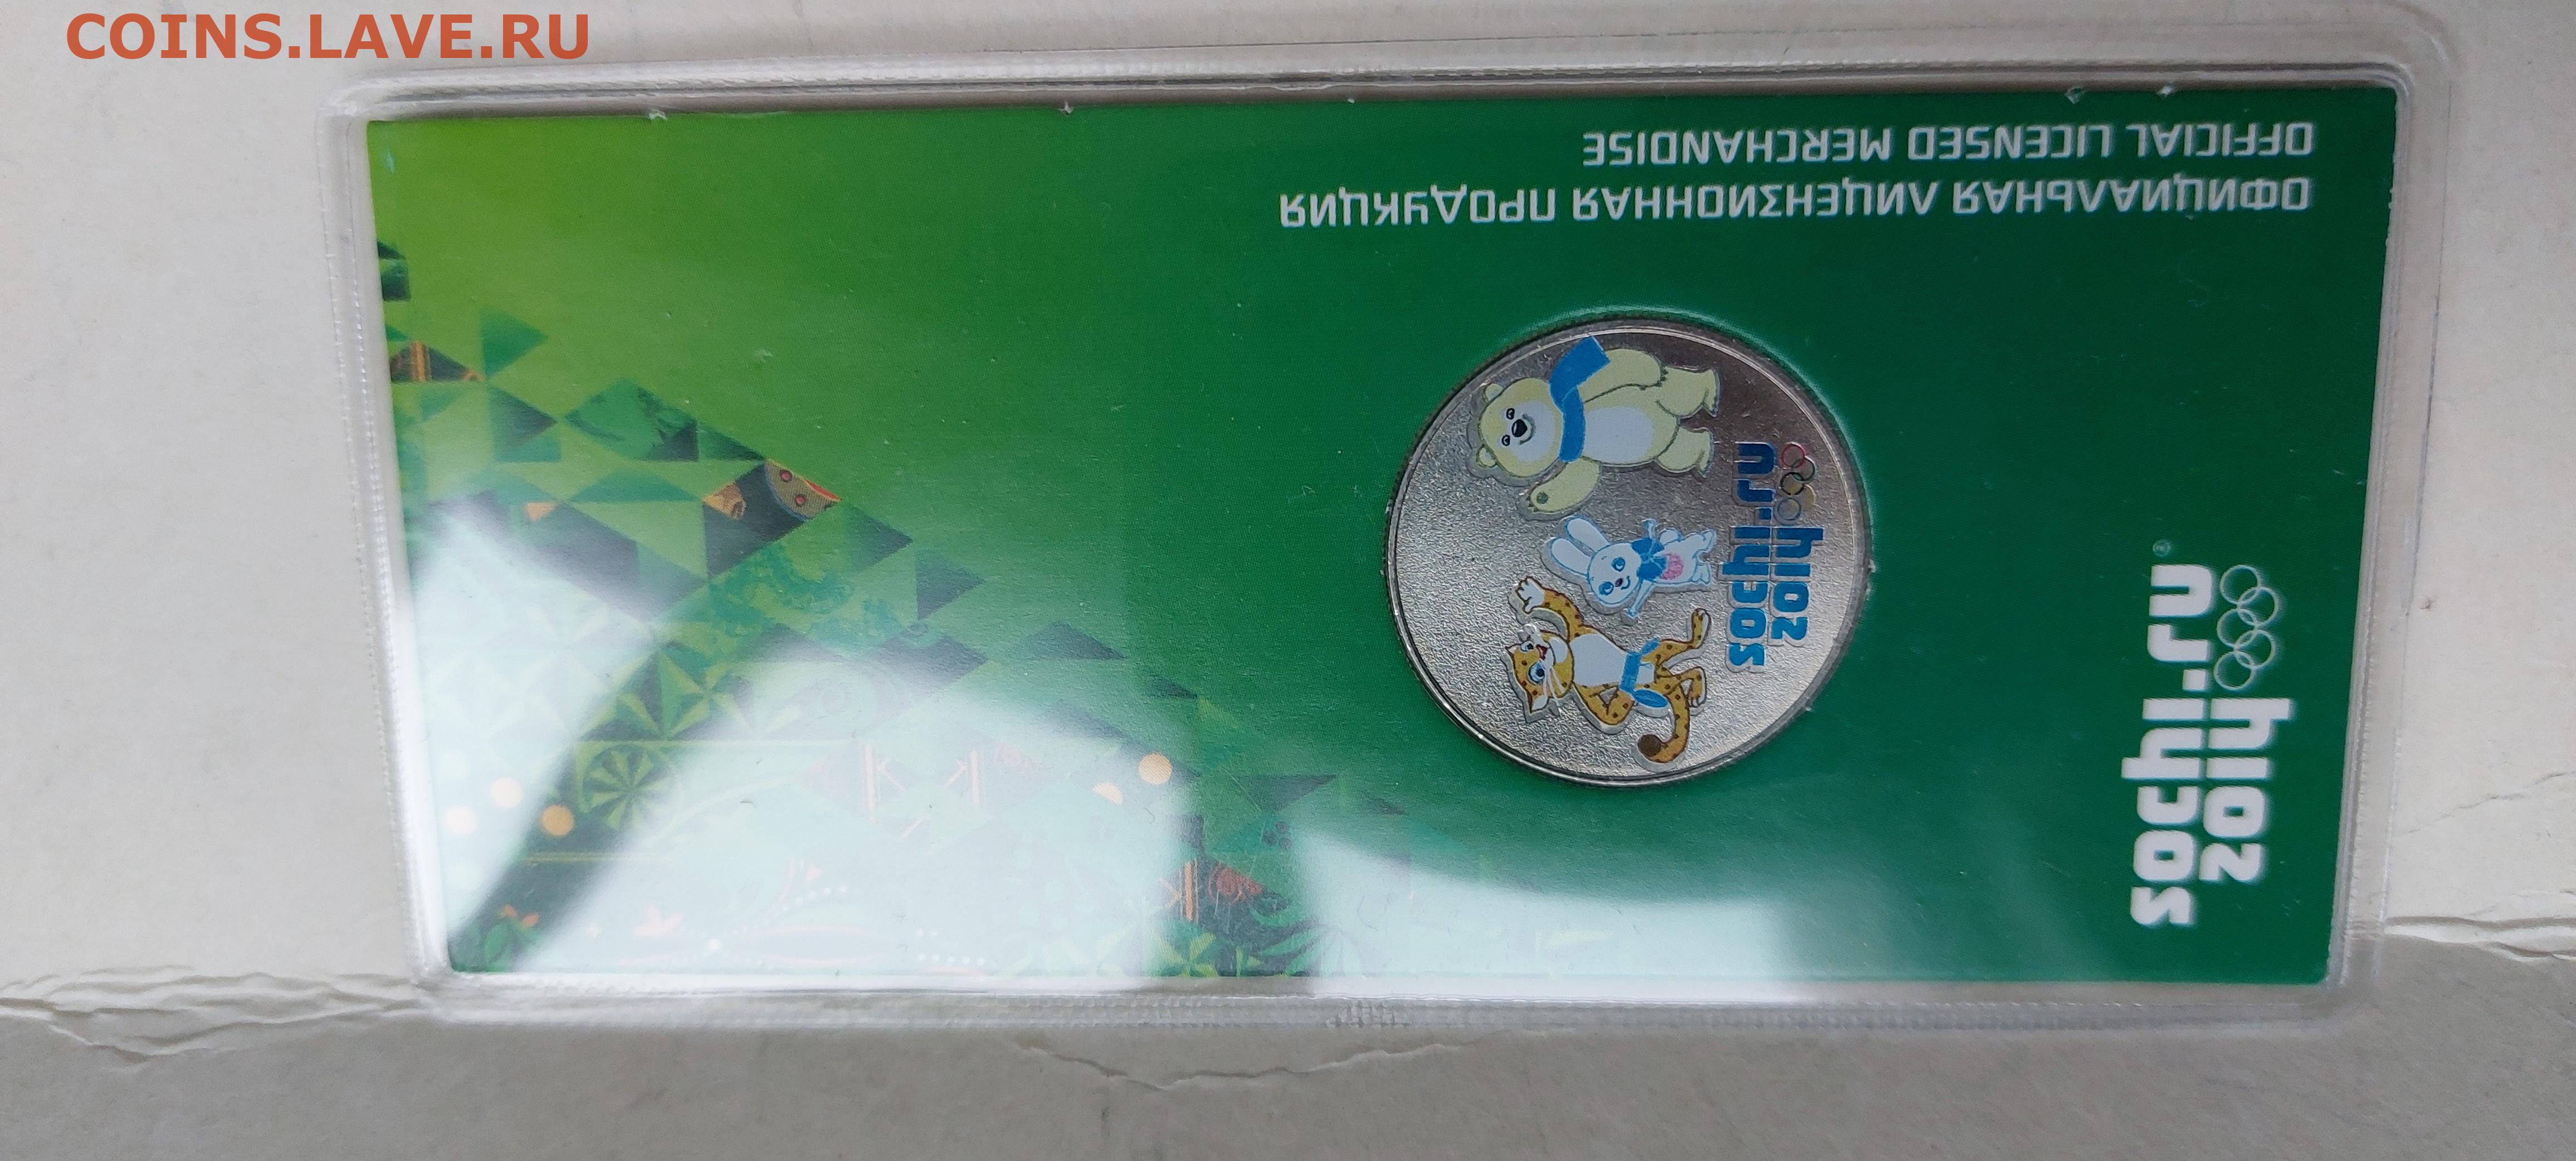 COINS.LAVE.RU
ОФИЦИАЛЬНАЯ ЛИЦЕНЗИОННАЯ ПРОДУКЦИЯ
OFFICIAL LICENSED MERCHANDISE
sochi.ru
2014
sochi.ru
2014
®